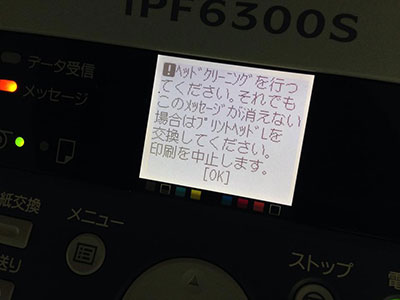 iPF6300S
データ受信
メッセージ
!ﾍｯﾄﾞｸﾘｰﾆﾝｸﾞを行っ
てください。それでも
このﾒｯｾｰｼﾞが消えない
場合はﾌﾟﾘﾝﾄﾍｯﾄﾞLを
交換してください。
印刷を中止します。
[OK]
紙交換
メニュー
送り
ストップ
電